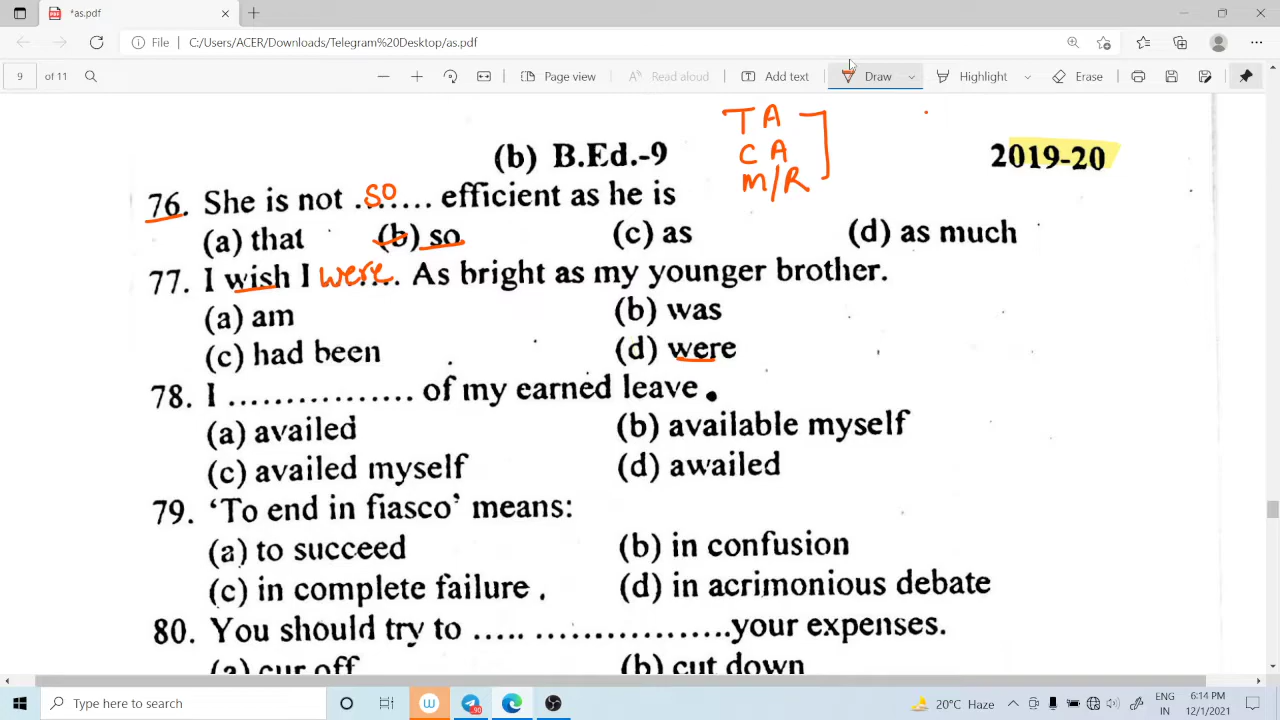 *as.pdf
File C:/Users/ACER/Downloads/Telegram%20Desktop/as.pdf
9 of 11 Page view Read aloud Add text Draw Highlight Erase
T A
C A
M/R
(b) B.Ed.-9 2019-20
76. She is not .so..... efficient as he is
(a) that (b) so (c) as (d) as much
77. I wish I were.. As bright as my younger brother.
(a) am (b) was
(c) had been (d) were
78. I ................ of my earned leave .
(a) availed (b) available myself
(c) availed myself (d) awailed
79. ‘To end in fiasco’ means:
(a) to succeed (b) in confusion
(c) in complete failure . (d) in acrimonious debate
80. You should try to ..... ...................your expenses.
(a) cur off (b) cut down
Type here to search 90 20°C Haze ENG IN 6:14 PM 12/1/2021